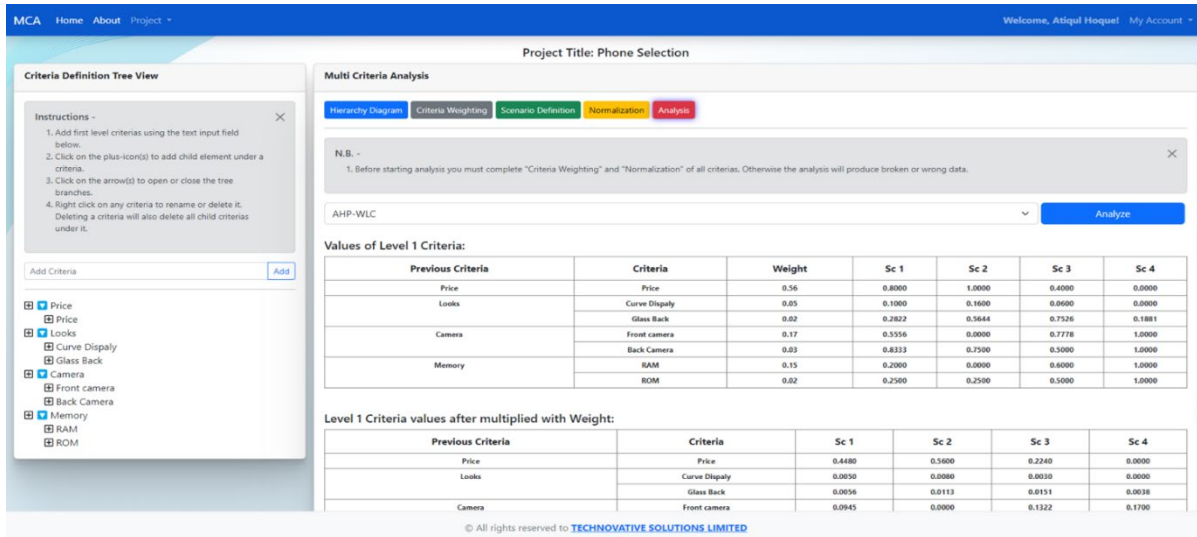 MCA Home About Project Welcome, Atiqul Hoque! My Account
Project Title: Phone Selection
Criteria Definition Tree View
Instructions -
1. Add first level criterias using the text input field
below.
2. Click on the plus-icon(s) to add child element under a
criteria.
3. Click on the arrow(s) to open or close the tree
branches.
4. Right click on any criteria to rename or delete it.
Deleting a criteria will also delete all child criterias
under it.
Add Criteria Add
Price
Price
Looks
Curve Dispaly
Glass Back
Camera
Front camera
Back Camera
Memory
RAM
ROM
Multi Criteria Analysis
Hierarchy Diagram Criteria Weighting Scenario Definition Normalization Analysis
N.B. -
1. Before starting analysis you must complete "Criteria Weighting" and "Normalization" of all criterias. Otherwise the analysis will produce broken or wrong data.
AHP-WLC Analyze
Values of Level 1 Criteria:
Previous Criteria Criteria Weight Sc 1 Sc 2 Sc 3 Sc 4
Price Price 0.56 0.8000 1.0000 0.4000 0.0000
Looks Curve Dispaly 0.05 0.1000 0.1600 0.0600 0.0000
Glass Back 0.02 0.2822 0.5644 0.7526 0.1881
Camera Front camera 0.17 0.5556 0.0000 0.7778 1.0000
Back Camera 0.03 0.8333 0.7500 0.5000 1.0000
Memory RAM 0.15 0.2000 0.0000 0.6000 1.0000
ROM 0.02 0.2500 0.2500 0.5000 1.0000
Level 1 Criteria values after multiplied with Weight:
Previous Criteria Criteria Sc 1 Sc 2 Sc 3 Sc 4
Price Price 0.4480 0.5600 0.2240 0.0000
Looks Curve Dispaly 0.0050 0.0080 0.0030 0.0000
Glass Back 0.0056 0.0113 0.0151 0.0038
Camera Front camera 0.0945 0.0000 0.1322 0.1700
© All rights reserved to TECHNOVATIVE SOLUTIONS LIMITED